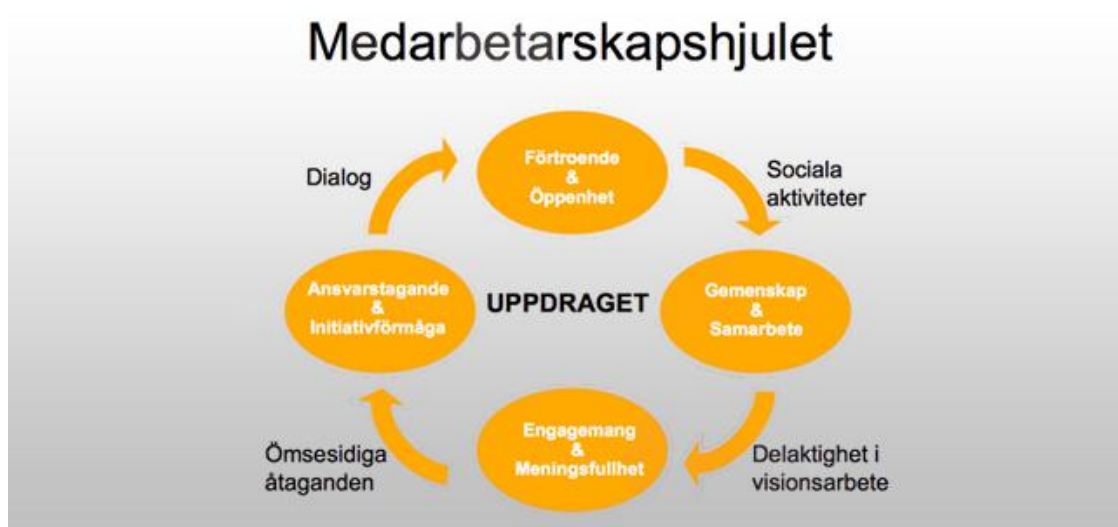 Medarbetarskapshjulet
Förtroende
&
Öppenhet
Dialog
Sociala
aktiviteter
Ansvarstagande
&
Initiativförmåga
UPPDRAGET
Gemenskap
&
Samarbete
Engagemang
&
Meningsfullhet
Ömsesidiga
åtaganden
Delaktighet i
visionsarbete